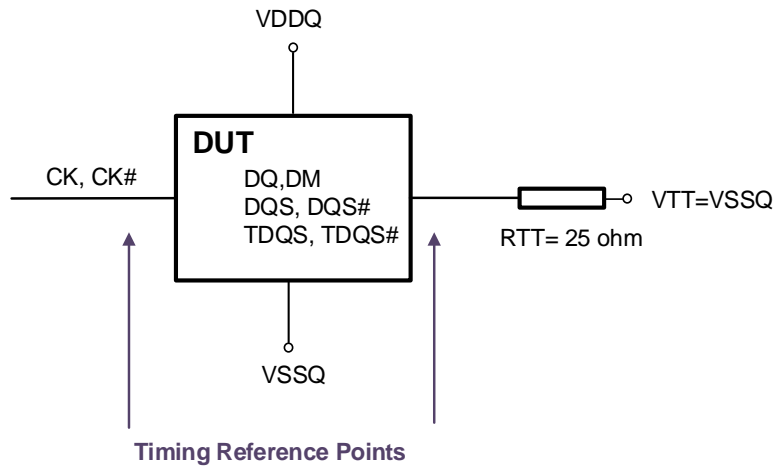 VDDQ
DUT
CK, CK#
DQ,DM
DQS, DQS#
TDQS, TDQS#
VTT=VSSQ
RTT= 25 ohm
VSSQ
Timing Reference Points